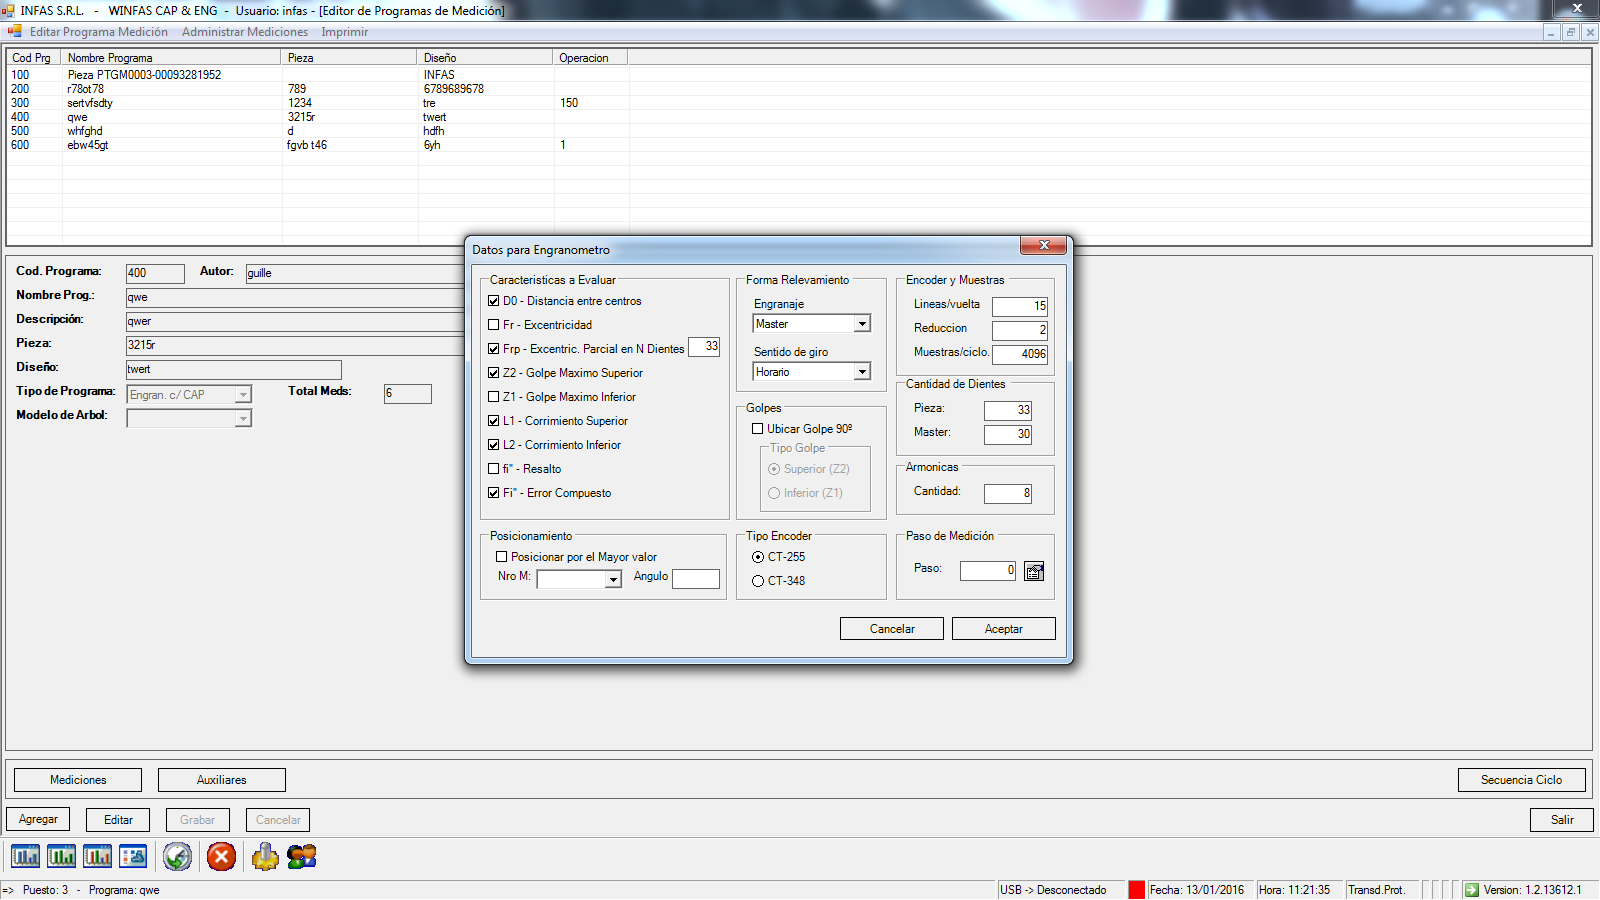 INFAS S.R.L.   -   WINFAS CAP & ENG  -  Usuario: infas - [Editor de Programas de Medición]
Editar Programa Medición   Administrar Mediciones   Imprimir
Cod Prg   Nombre Programa   Pieza   Diseño   Operacion
100   Pieza PTGM0003-00093281952   INFAS
200   r78ot78   789   6789689678
300   sertvfsdty   1234   tre   150
400   qwe   3215r   twert
500   whfghd   d   hdfh
600   ebw45gt   fgvb t46   6yh   1
Cod. Programa:   400   Autor:   guille
Nombre Prog.:   qwe
Descripción:   qwer
Pieza:   3215r
Diseño:   twert
Tipo de Programa:   Engran. c/ CAP   Total Meds:   6
Modelo de Arbol:
Datos para Engranometro
Caracteristicas a Evaluar
D0 - Distancia entre centros
Fr - Excentricidad
Frp - Excentric. Parcial en N Dientes   33
Z2 - Golpe Maximo Superior
Z1 - Golpe Maximo Inferior
L1 - Corrimiento Superior
L2 - Corrimiento Inferior
fi" - Resalto
Fi" - Error Compuesto
Forma Relevamiento
Engranaje
Master
Sentido de giro
Horario
Golpes
Ubicar Golpe 90º
Tipo Golpe
Superior (Z2)
Inferior (Z1)
Encoder y Muestras
Lineas/vuelta   15
Reduccion   2
Muestras/ciclo.   4096
Cantidad de Dientes
Pieza:   33
Master:   30
Armonicas
Cantidad:   8
Posicionamiento
Posicionar por el Mayor valor
Nro M:   Angulo
Tipo Encoder
CT-255
CT-348
Paso de Medición
Paso:   0
Cancelar   Aceptar
Mediciones   Auxiliares   Secuencia Ciclo
Agregar   Editar   Grabar   Cancelar   Salir
=>   Puesto: 3   -   Programa: qwe   USB -> Desconectado   Fecha: 13/01/2016   Hora: 11:21:35   Transd.Prot.   Version: 1.2.13612.1